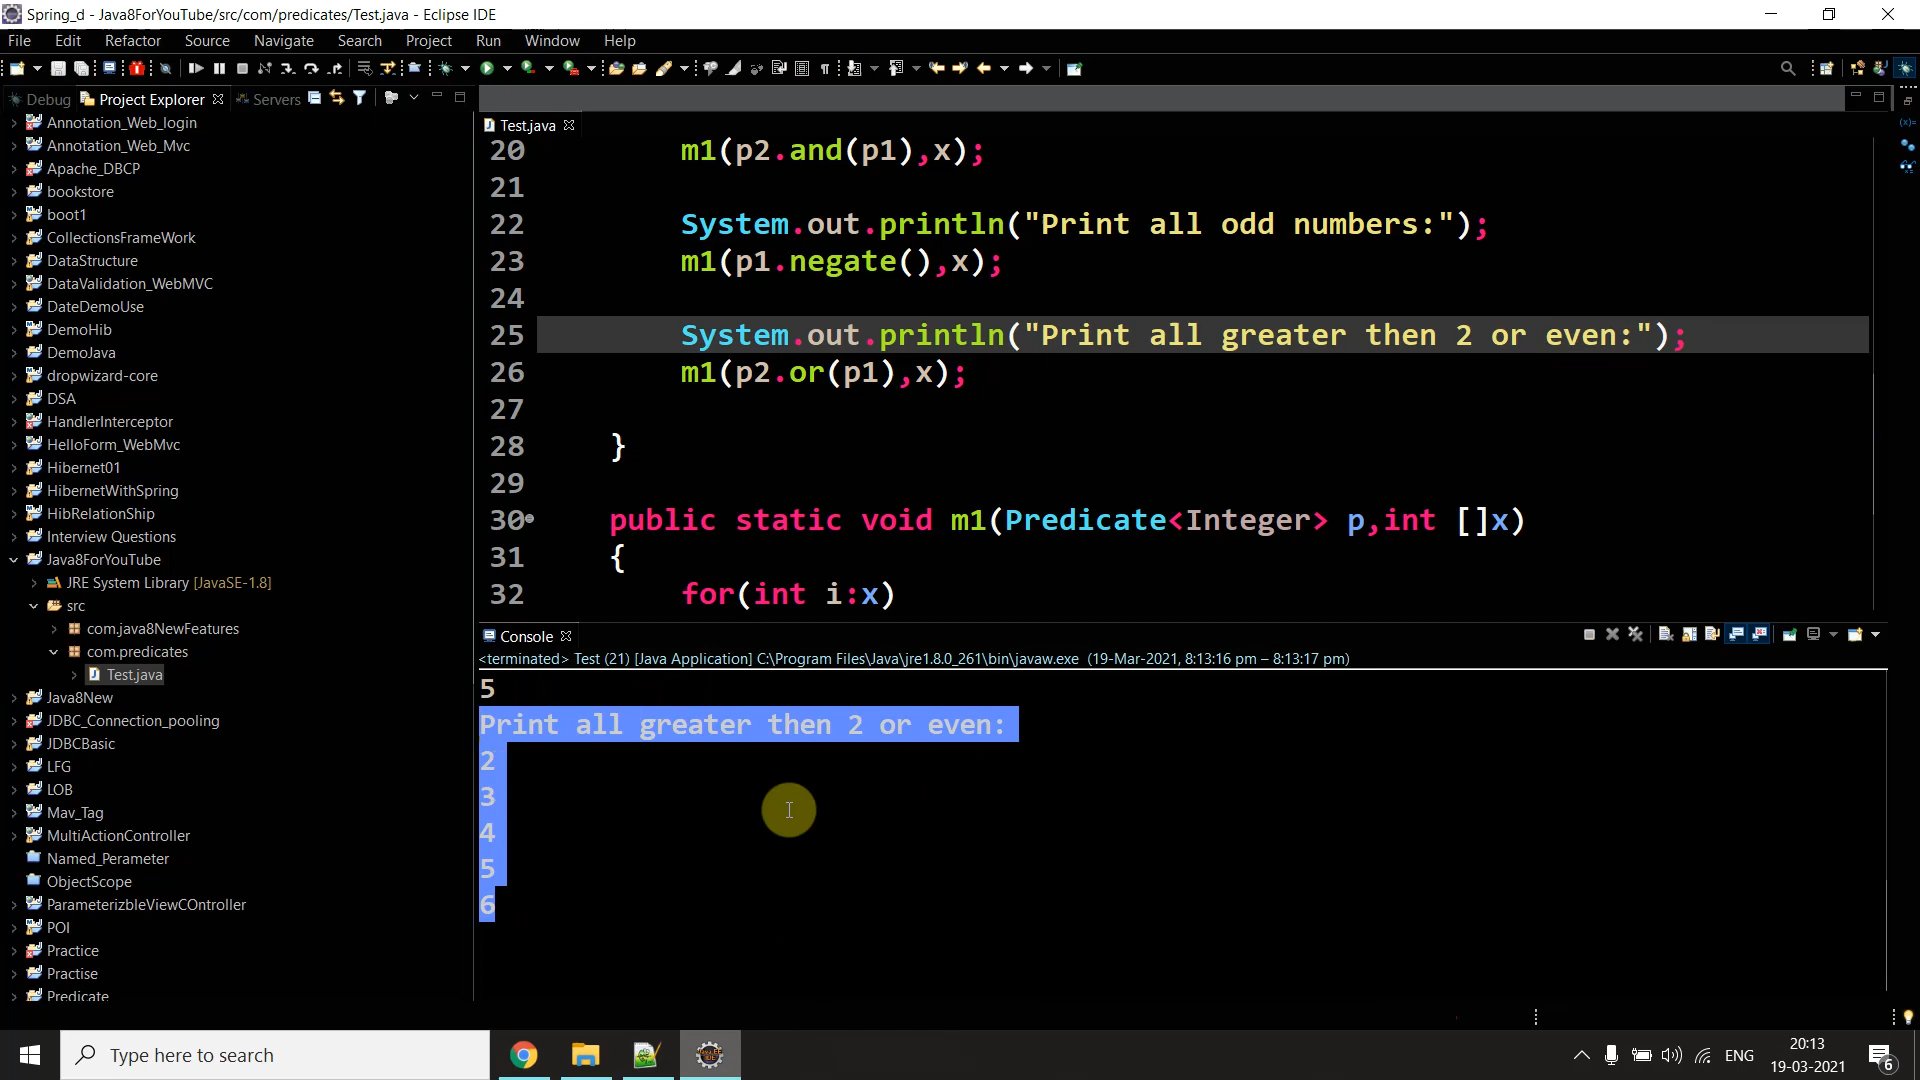 Spring_d - Java8ForYouTube/src/com/predicates/Test.java - Eclipse IDE
File Edit Refactor Source Navigate Search Project Run Window Help
Debug Project Explorer Servers
Annotation_Web_login
Annotation_Web_Mvc
Apache_DBCP
bookstore
boot1
CollectionsFrameWork
DataStructure
DataValidation_WebMVC
DateDemoUse
DemoHib
DemoJava
dropwizard-core
DSA
HandlerInterceptor
HelloForm_WebMvc
Hibernet01
HibernetWithSpring
HibRelationShip
Interview Questions
Java8ForYouTube
JRE System Library [JavaSE-1.8]
src
com.java8NewFeatures
com.predicates
Test.java
Java8New
JDBC_Connection_pooling
JDBCBasic
LFG
LOB
Mav_Tag
MultiActionController
Named_Perameter
ObjectScope
ParameterizbleViewCOntroller
POI
Practice
Practise
Predicate
Test.java
20 m1(p2.and(p1),x);
21
22 System.out.println("Print all odd numbers:");
23 m1(p1.negate(),x);
24
25 System.out.println("Print all greater then 2 or even:");
26 m1(p2.or(p1),x);
27
28 }
29
30 public static void m1(Predicate<Integer> p,int []x)
31 {
32 for(int i:x)
Console
<terminated> Test (21) [Java Application] C:\Program Files\Java\jre1.8.0_261\bin\javaw.exe (19-Mar-2021, 8:13:16 pm – 8:13:17 pm)
5
Print all greater then 2 or even:
2
3
4
5
6
Type here to search
ENG
20:13
19-03-2021
6